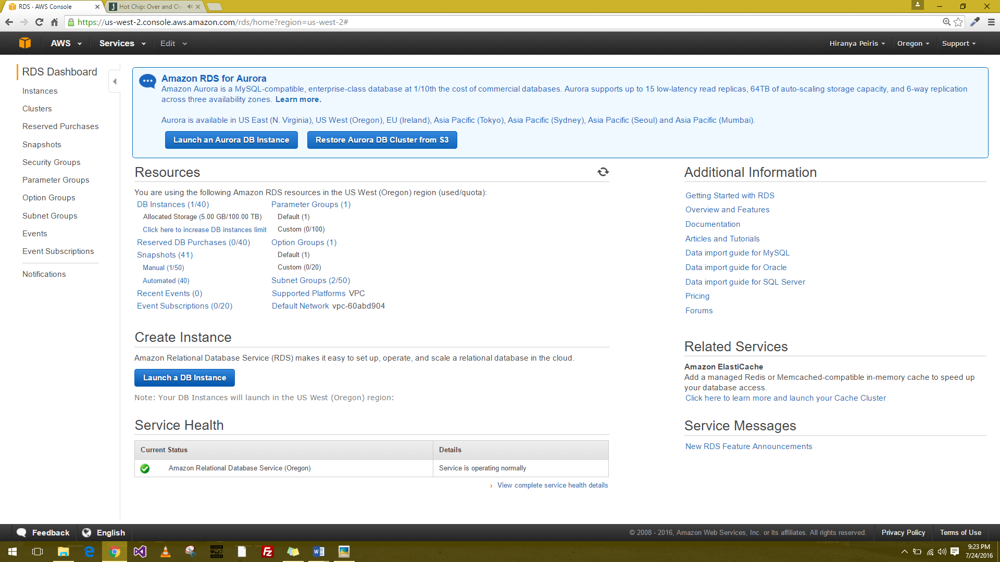 RDS · AWS Console
Hot Chip: Over and Ov
https://us-west-2.console.aws.amazon.com/rds/home?region=us-west-2#
AWS
Services
Edit
Hiranya Peiris
Oregon
Support
RDS Dashboard
Instances
Clusters
Reserved Purchases
Snapshots
Security Groups
Parameter Groups
Option Groups
Subnet Groups
Events
Event Subscriptions
Notifications
Amazon RDS for Aurora
Amazon Aurora is a MySQL-compatible, enterprise-class database at 1/10th the cost of commercial databases. Aurora supports up to 15 low-latency read replicas, 64TB of auto-scaling storage capacity, and 6-way replication
across three availability zones. Learn more.
Aurora is available in US East (N. Virginia), US West (Oregon), EU (Ireland), Asia Pacific (Tokyo), Asia Pacific (Sydney), Asia Pacific (Seoul) and Asia Pacific (Mumbai).
Launch an Aurora DB Instance
Restore Aurora DB Cluster from S3
Resources
You are using the following Amazon RDS resources in the US West (Oregon) region (used/quota):
DB Instances (1/40)
Allocated Storage (5.00 GB/100.00 TB)
Click here to increase DB instances limit
Reserved DB Purchases (0/40)
Snapshots (41)
Manual (1/50)
Automated (40)
Recent Events (0)
Event Subscriptions (0/20)
Parameter Groups (1)
Default (1)
Custom (0/100)
Option Groups (1)
Default (1)
Custom (0/20)
Subnet Groups (2/50)
Supported Platforms VPC
Default Network vpc-60abd904
Create Instance
Amazon Relational Database Service (RDS) makes it easy to set up, operate, and scale a relational database in the cloud.
Launch a DB Instance
Note: Your DB Instances will launch in the US West (Oregon) region:
Service Health
Current Status
Details
Amazon Relational Database Service (Oregon)
Service is operating normally
› View complete service health details
Additional Information
Getting Started with RDS
Overview and Features
Documentation
Articles and Tutorials
Data import guide for MySQL
Data import guide for Oracle
Data import guide for SQL Server
Pricing
Forums
Related Services
Amazon ElastiCache
Add a managed Redis or Memcached-compatible in-memory cache to speed up
your database access.
Click here to learn more and launch your Cache Cluster
Service Messages
New RDS Feature Announcements
Feedback
English
© 2008 - 2016, Amazon Web Services, Inc. or its affiliates. All rights reserved.
Privacy Policy
Terms of Use
9:23 PM
7/24/2016